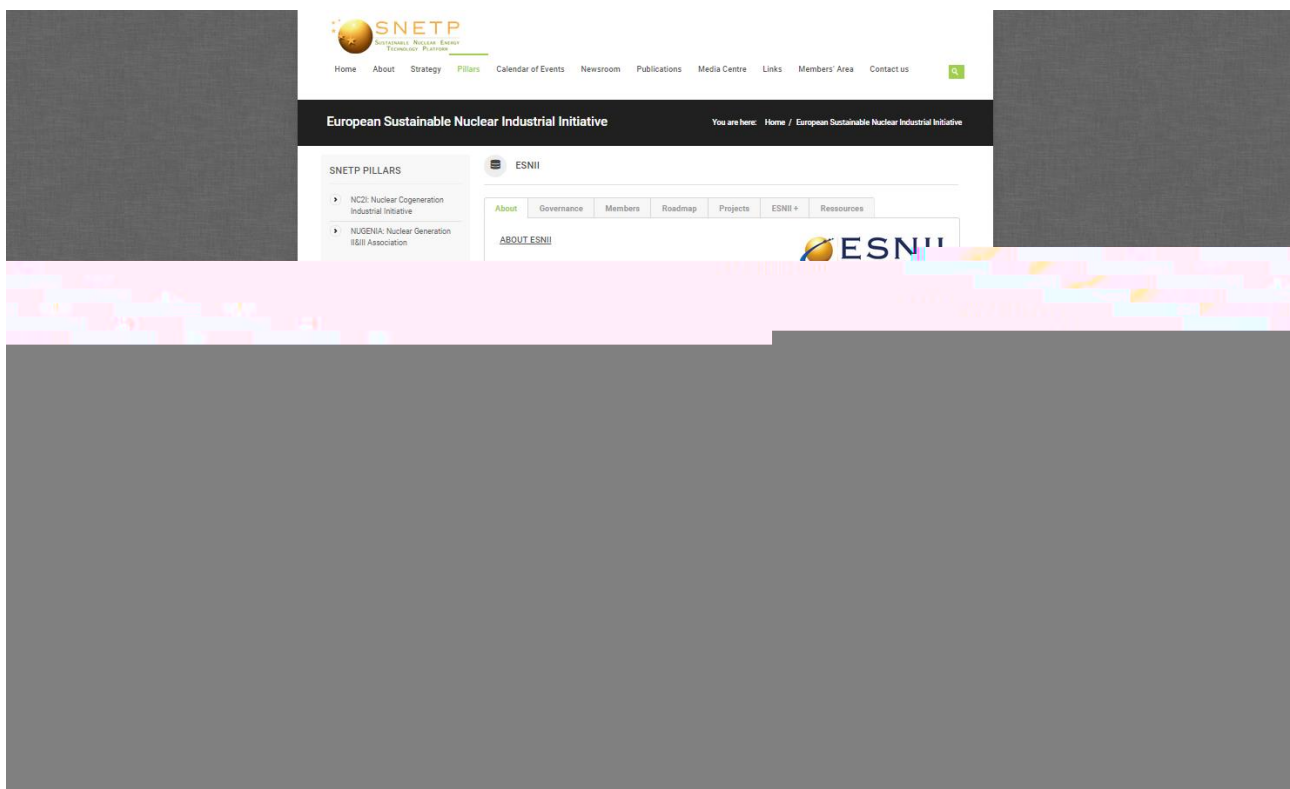 SNETP
SUSTAINABLE NUCLEAR ENERGY
TECHNOLOGY PLATFORM
Home About Strategy Pillars Calendar of Events Newsroom Publications Media Centre Links Members' Area Contact us
European Sustainable Nuclear Industrial Initiative
You are here: Home / European Sustainable Nuclear Industrial Initiative
SNETP PILLARS
NC2I: Nuclear Cogeneration
Industrial Initiative
NUGENIA: Nuclear Generation
II&III Association
ESNII
About Governance Members Roadmap Projects ESNII + Ressources
ABOUT ESNII
ESNII